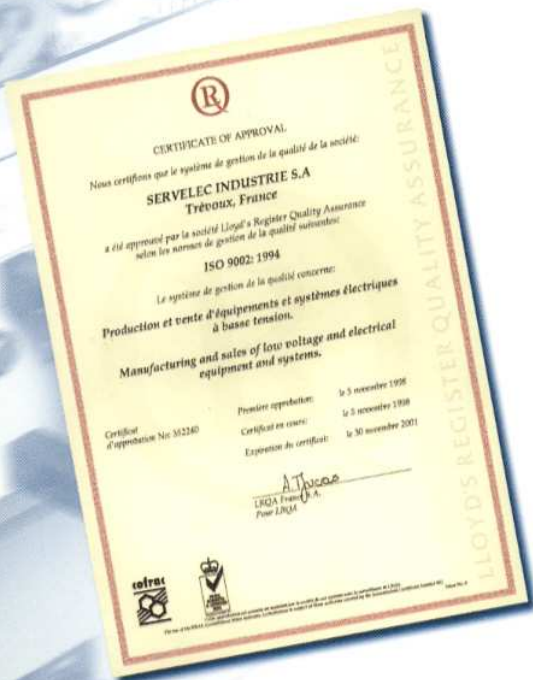 LR
CERTIFICATE OF APPROVAL
Nous certifions que le système de gestion de la qualité de la société:
SERVELEC INDUSTRIE S.A
Trévoux, France
a été approuvé par la société Lloyd's Register Quality Assurance
selon les normes de gestion de la qualité suivantes:
ISO 9002: 1994
Le système de gestion de la qualité concerne:
Production et vente d'équipements et systèmes électriques
à basse tension.
Manufacturing and sales of low voltage and electrical
equipment and systems.
Certificat
d'approbation No: 352260
Première approbation: le 5 novembre 1998
Certificat en cours: le 5 novembre 1998
Expiration du certificat: le 30 novembre 2001
LRQA France S.A.
Pour LRQA
cofrac
LLOYD'S REGISTER QUALITY ASSURANCE